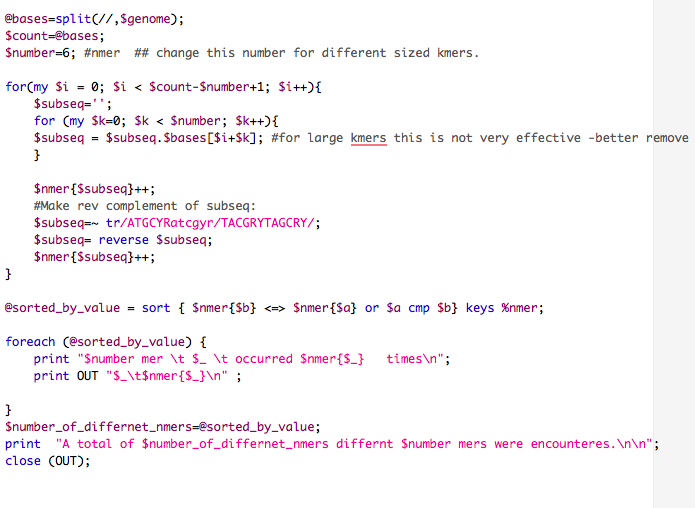 @bases=split(//,$genome);
$count=@bases;
$number=6; #nmer  ## change this number for different sized kmers.
for(my $i = 0; $i < $count-$number+1; $i++){
$subseq='';
for (my $k=0; $k < $number; $k++){
$subseq = $subseq.$bases[$i+$k]; #for large kmers this is not very effective -better remove
}
$nmer{$subseq}++;
#Make rev complement of subseq:
$subseq=~ tr/ATGCYRatcgyr/TACGRYTAGCRY/;
$subseq= reverse $subseq;
$nmer{$subseq}++;
}
@sorted_by_value = sort { $nmer{$b} <=> $nmer{$a} or $a cmp $b} keys %nmer;
foreach (@sorted_by_value) {
print "$number mer \t $_ \t occurred $nmer{$_}   times\n";
print OUT "$_\t$nmer{$_}\n" ;
}
$number_of_differnet_nmers=@sorted_by_value;
print  "A total of $number_of_differnet_nmers differnt $number mers were encounteres.\n\n";
close (OUT);